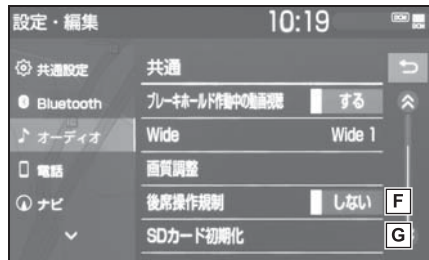 設定・編集 10:19 DCM
共通設定
Bluetooth
オーディオ
電話
ナビ
共通
ブレーキホールド作動中の動画視聴 する
Wide Wide 1
画質調整
後席操作規制 しない F
SDカード初期化 G